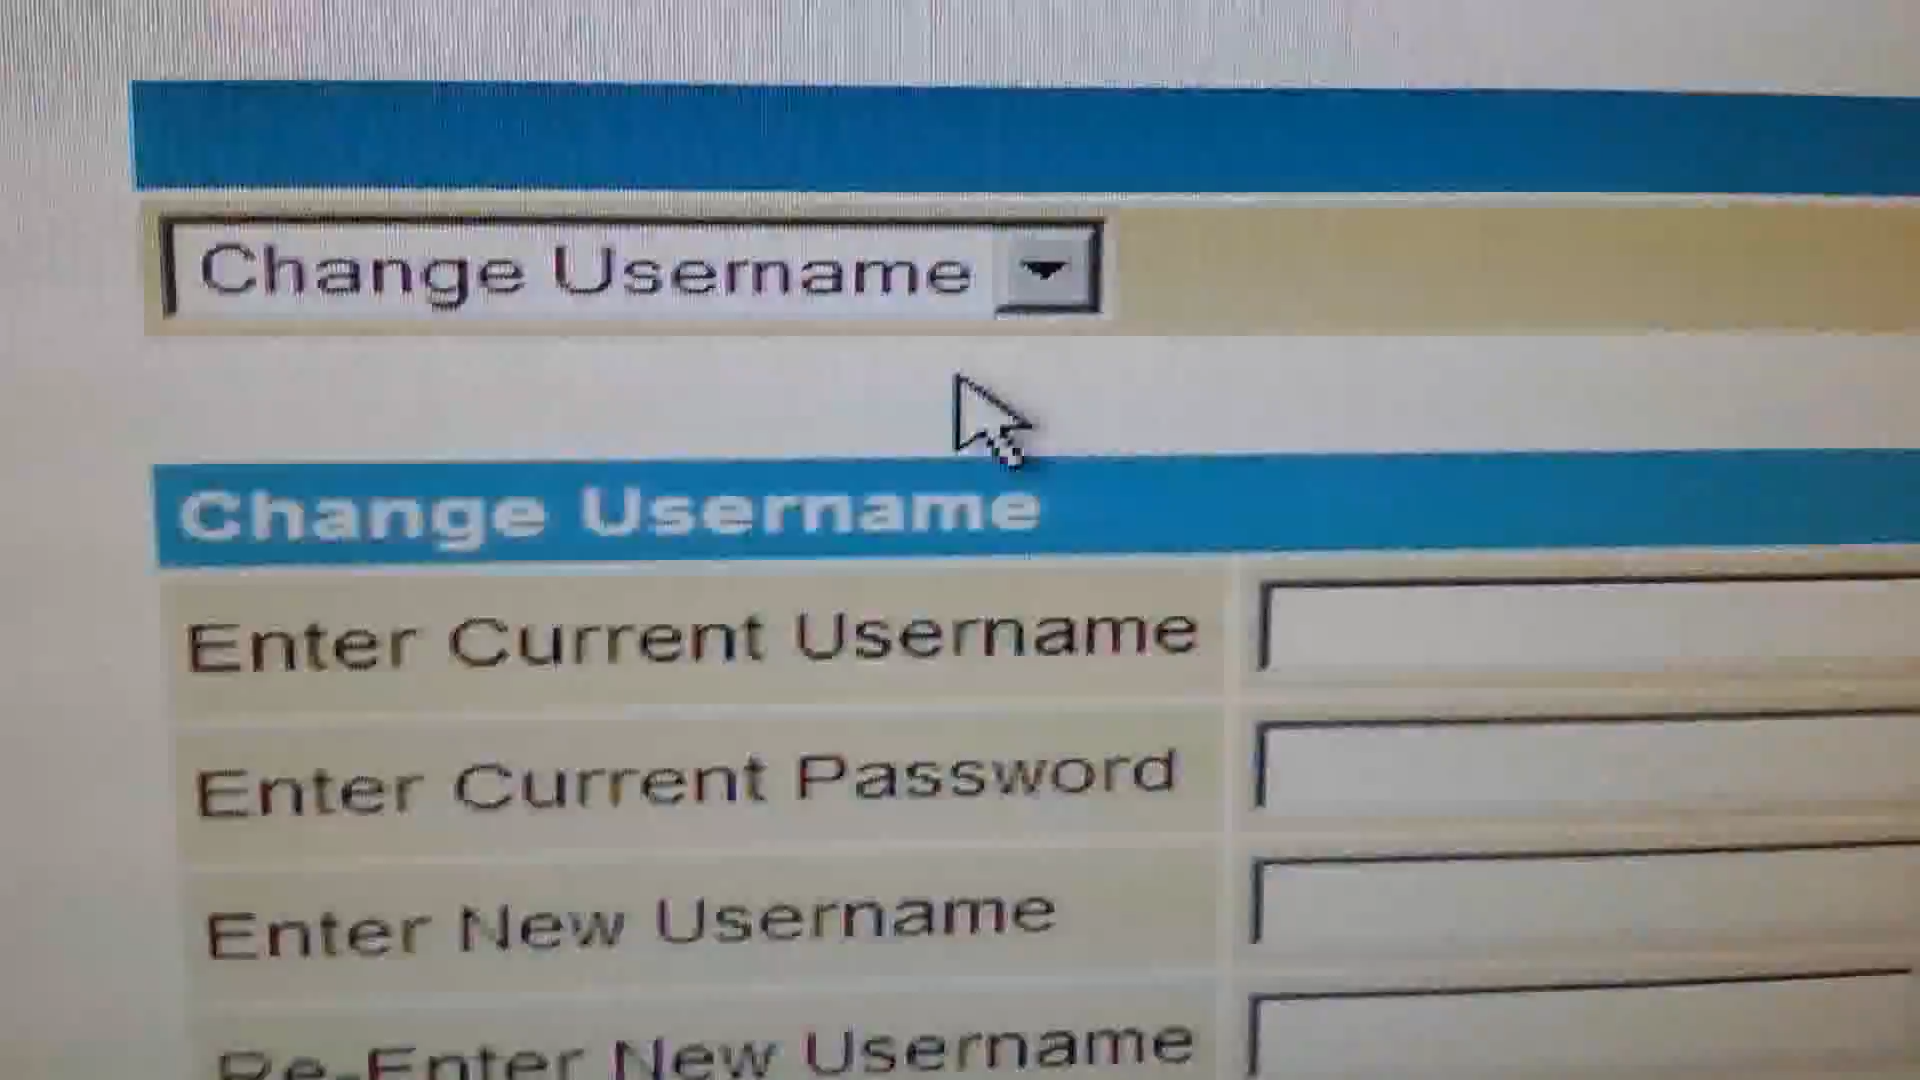 Change Username
Change Username
Enter Current Username
Enter Current Password
Enter New Username
Re-Enter New Username